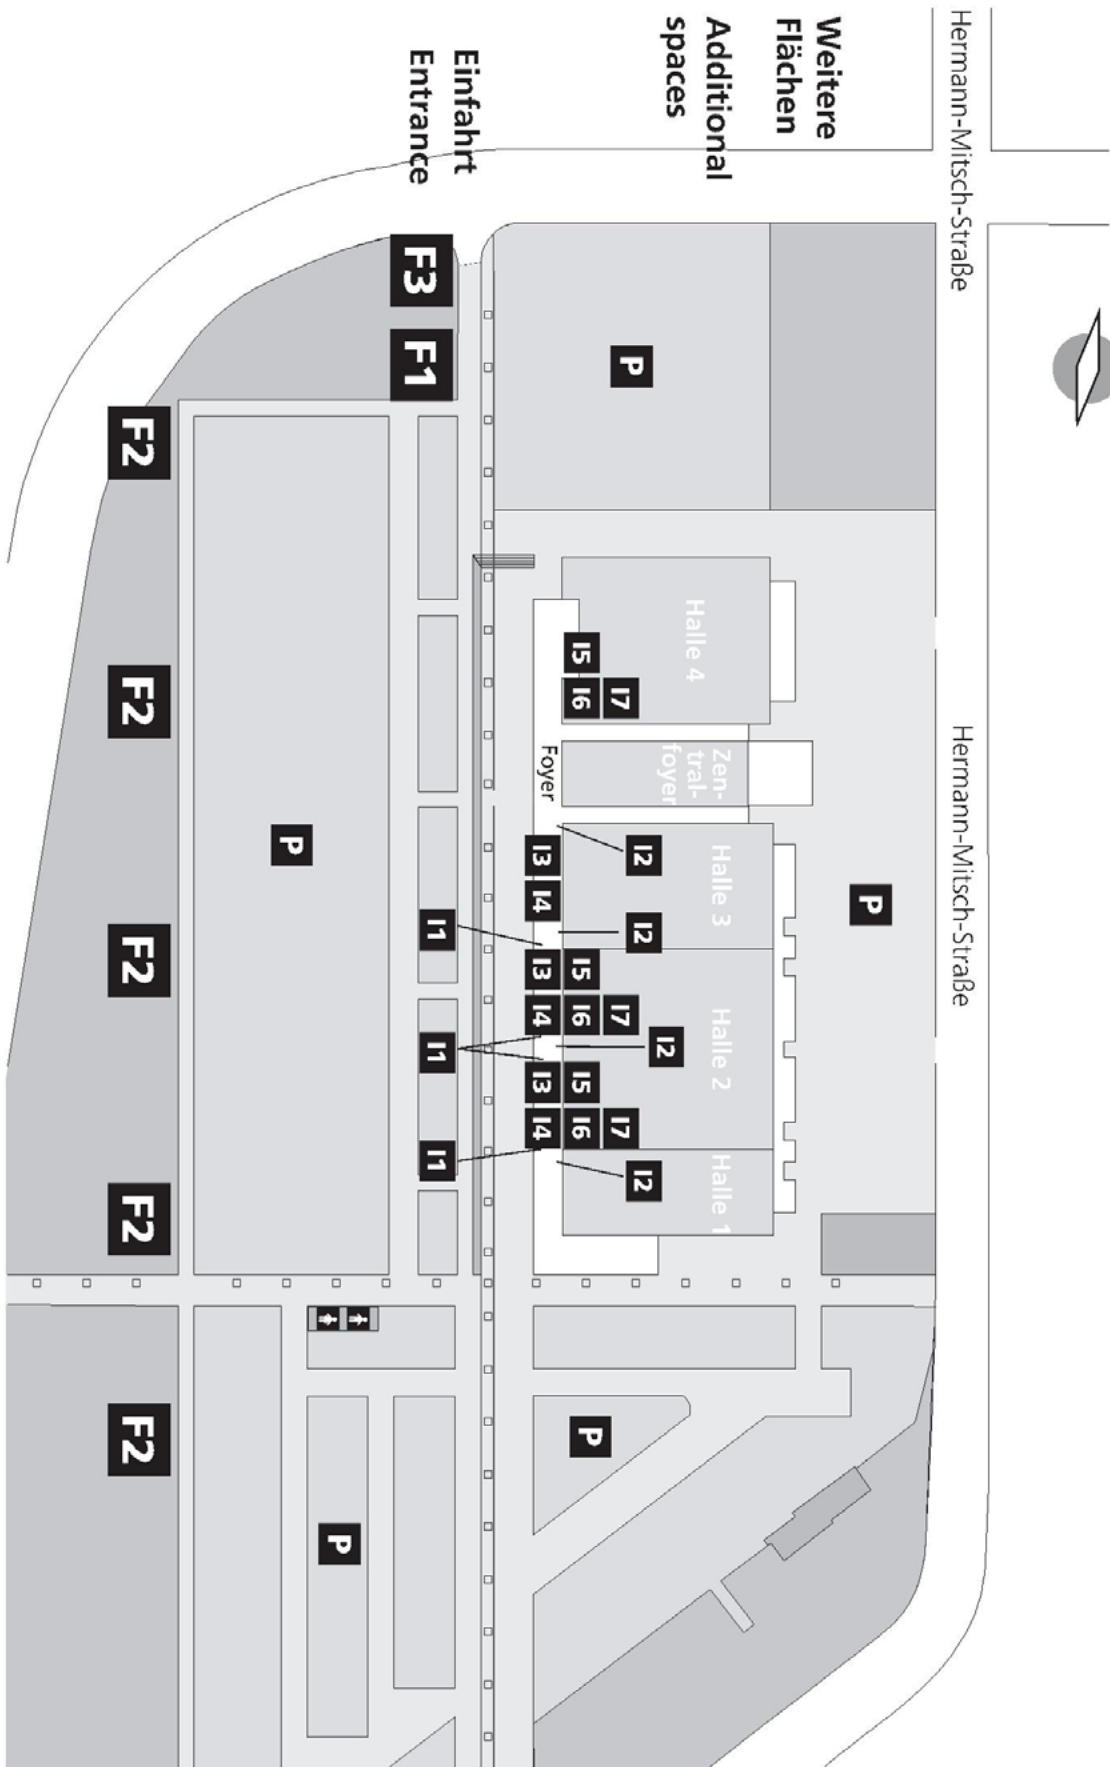 Hermann-Mitsch-Straße
Hermann-Mitsch-Straße
P
Weitere
Flächen
Additional
spaces
Halle 4
Zen-
tral-
foyer
Halle 3
Halle 2
Halle 1
I2
I2
I2
I2
P
I7
I7
I7
P
I5
I6
I5
I6
I5
I6
Foyer
I3
I4
I3
I4
I3
I4
Einfahrt
Entrance
I1
I1
I1
F3
F1
P
P
F2
F2
F2
F2
F2